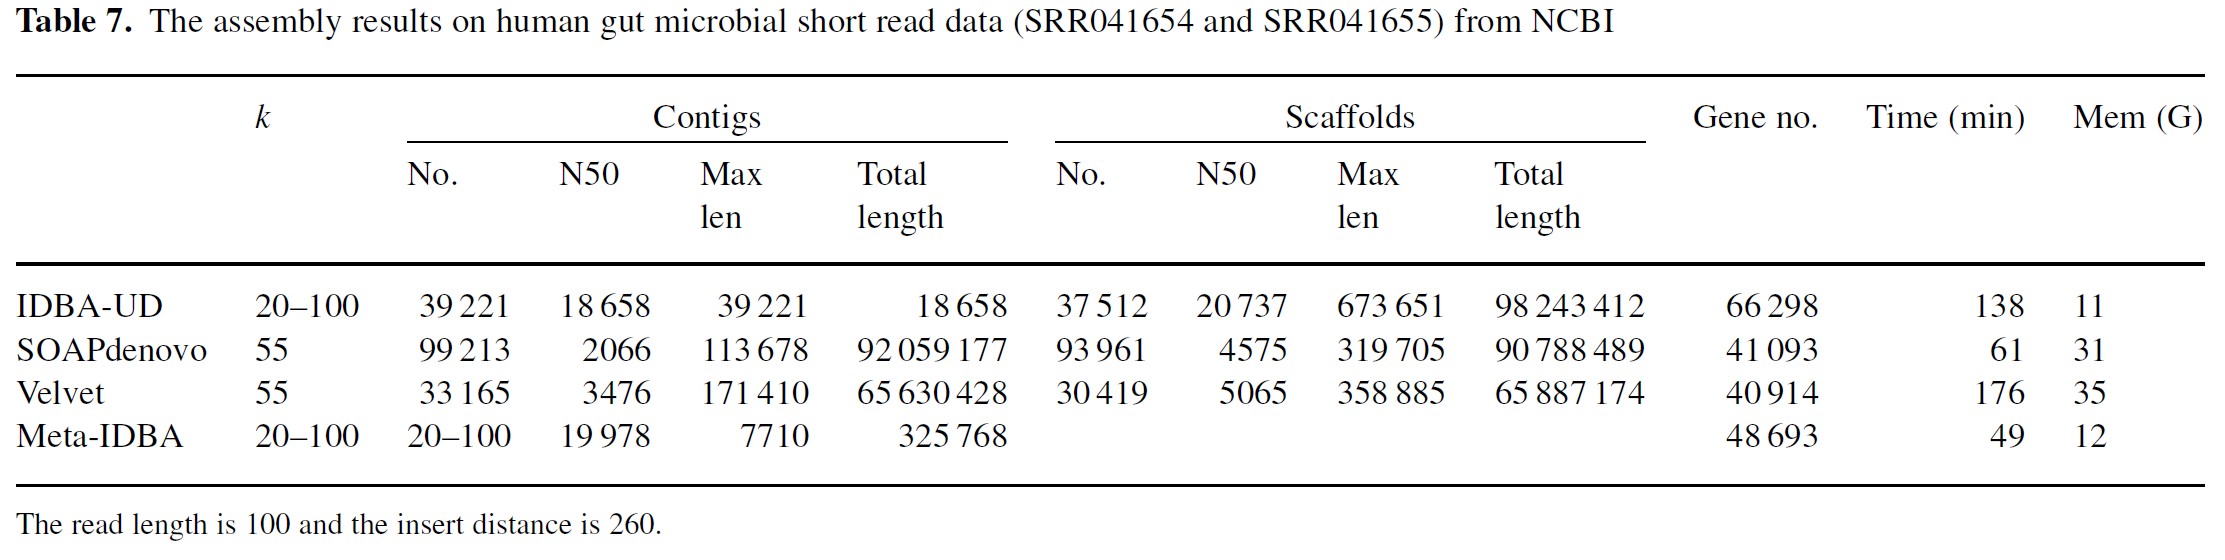 Table 7. The assembly results on human gut microbial short read data (SRR041654 and SRR041655) from NCBI
k Contigs Scaffolds Gene no. Time (min) Mem (G)
No. N50 Max Total No. N50 Max Total
len length len length
IDBA-UD 20–100 39 221 18 658 39 221 18 658 37 512 20 737 673 651 98 243 412 66 298 138 11
SOAPdenovo 55 99 213 2066 113 678 92 059 177 93 961 4575 319 705 90 788 489 41 093 61 31
Velvet 55 33 165 3476 171 410 65 630 428 30 419 5065 358 885 65 887 174 40 914 176 35
Meta-IDBA 20–100 20–100 19 978 7710 325 768 48 693 49 12
The read length is 100 and the insert distance is 260.